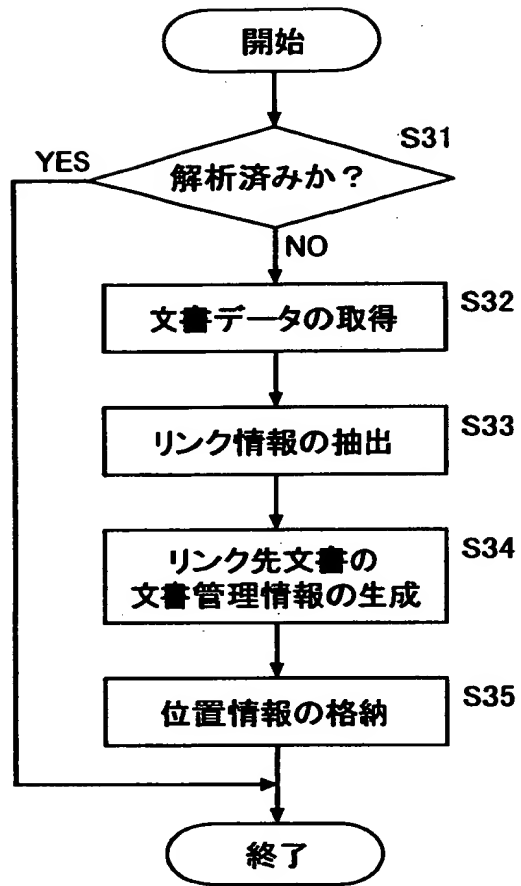 開始
S31
YES
解析済みか？
NO
S32
文書データの取得
S33
リンク情報の抽出
S34
リンク先文書の
文書管理情報の生成
S35
位置情報の格納
終了